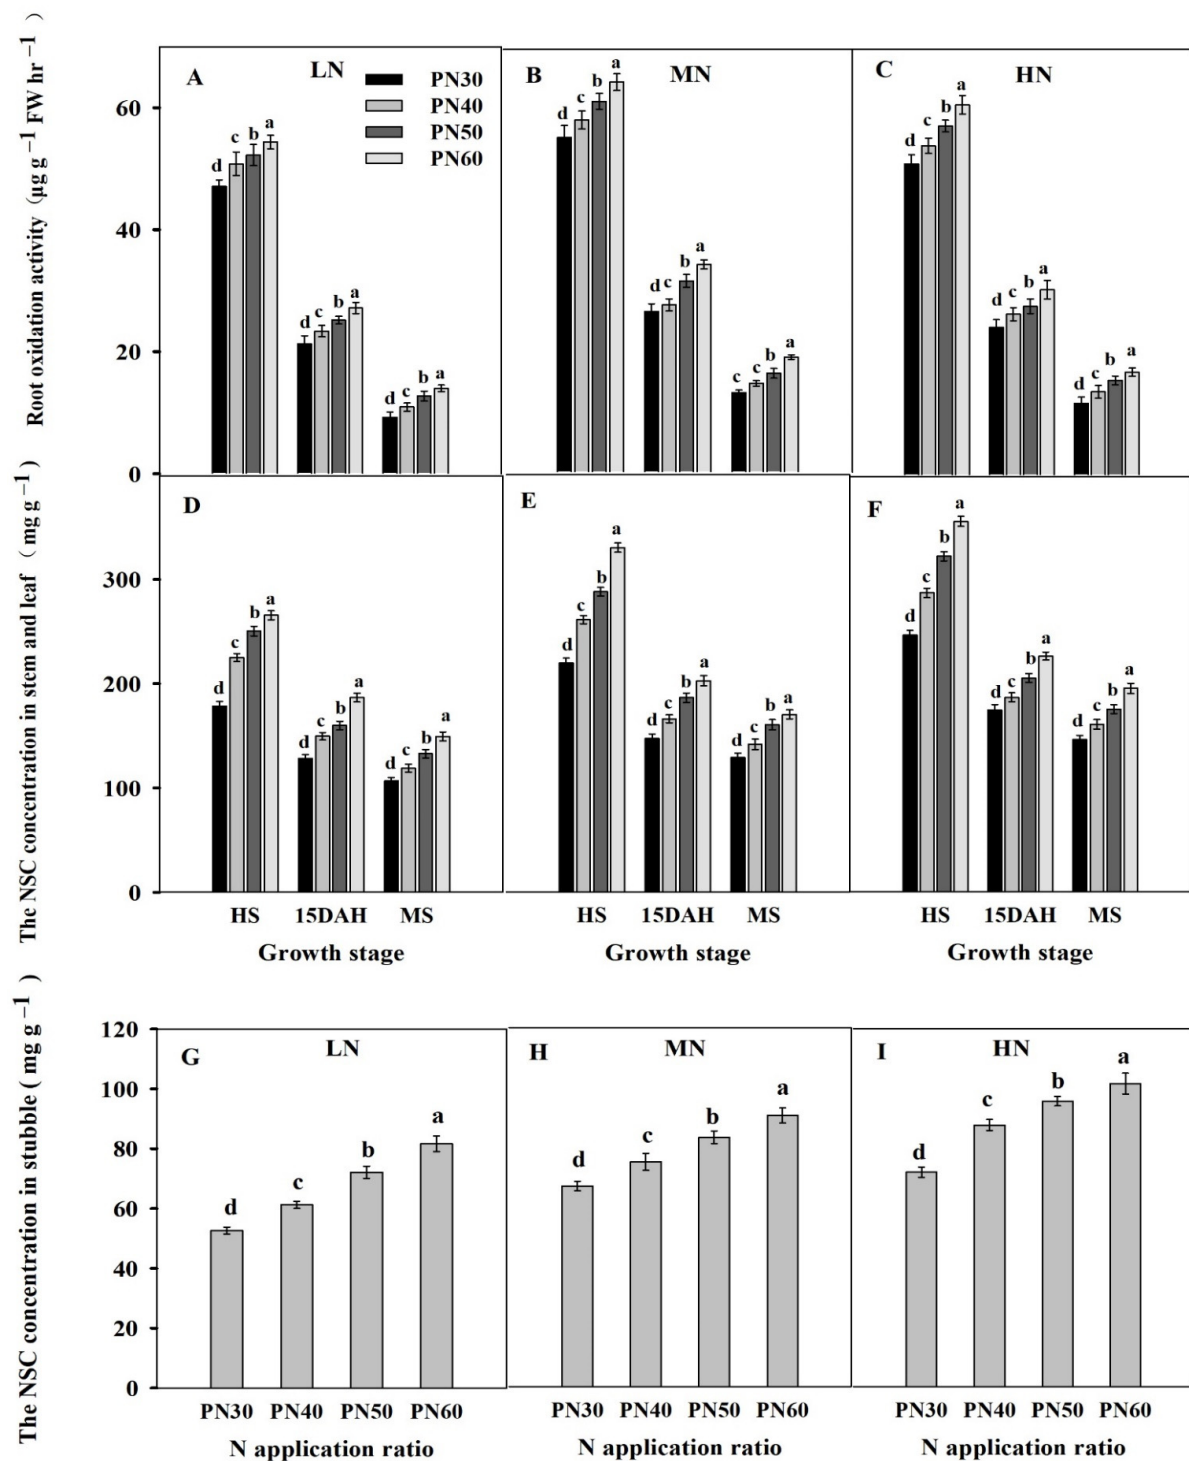 Root oxidation activity (μg g⁻¹ FW hr⁻¹)
A
LN
PN30
PN40
PN50
PN60
B
MN
C
HN
60
40
20
0
d c b a
d c b a
d c b a
d c b a
d c b a
c c b a
d c b a
d c b a
d c b a
The NSC concentration in stem and leaf ( mg g⁻¹ )
D
E
F
300
200
100
0
d c b a
d c b a
d c b a
d c b a
d c b a
d c b a
d c b a
d c b a
d c b a
HS 15DAH MS
HS 15DAH MS
HS 15DAH MS
Growth stage
Growth stage
Growth stage
The NSC concentration in stubble ( mg g⁻¹ )
G
LN
H
MN
I
HN
120
100
80
60
40
20
0
d c b a
d c b a
d c b a
PN30 PN40 PN50 PN60
PN30 PN40 PN50 PN60
PN30 PN40 PN50 PN60
N application ratio
N application ratio
N application ratio